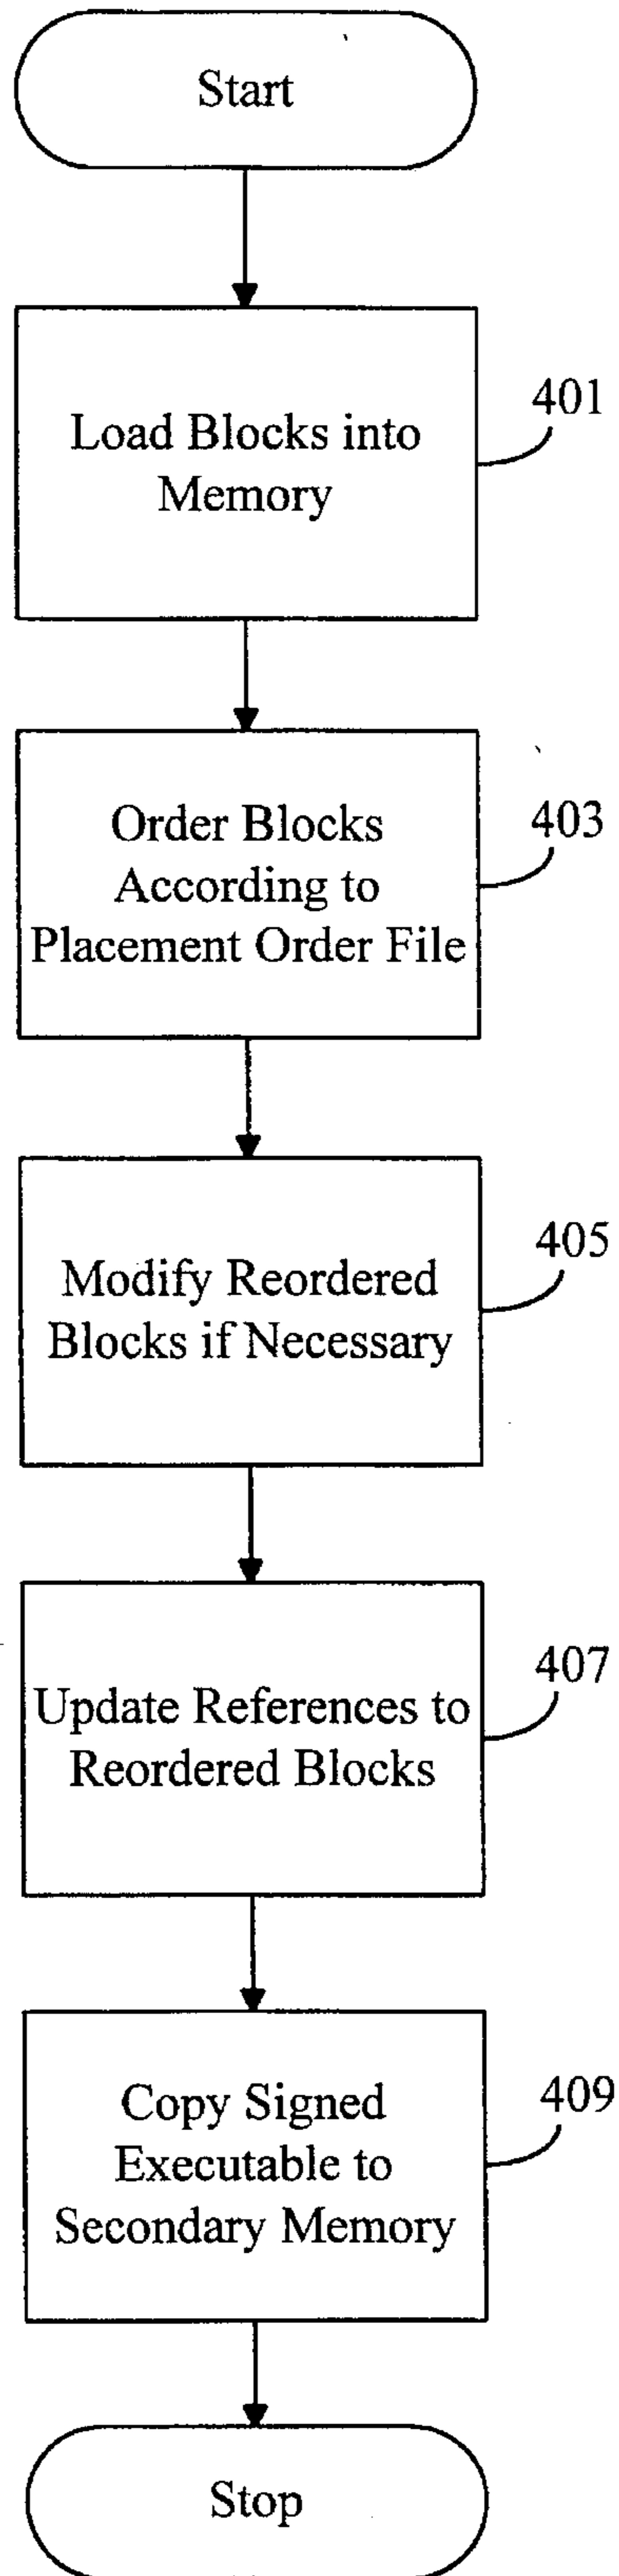 Start
401
Load Blocks into
Memory
403
Order Blocks
According to
Placement Order File
405
Modify Reordered
Blocks if Necessary
407
Update References to
Reordered Blocks
409
Copy Signed
Executable to
Secondary Memory
Stop